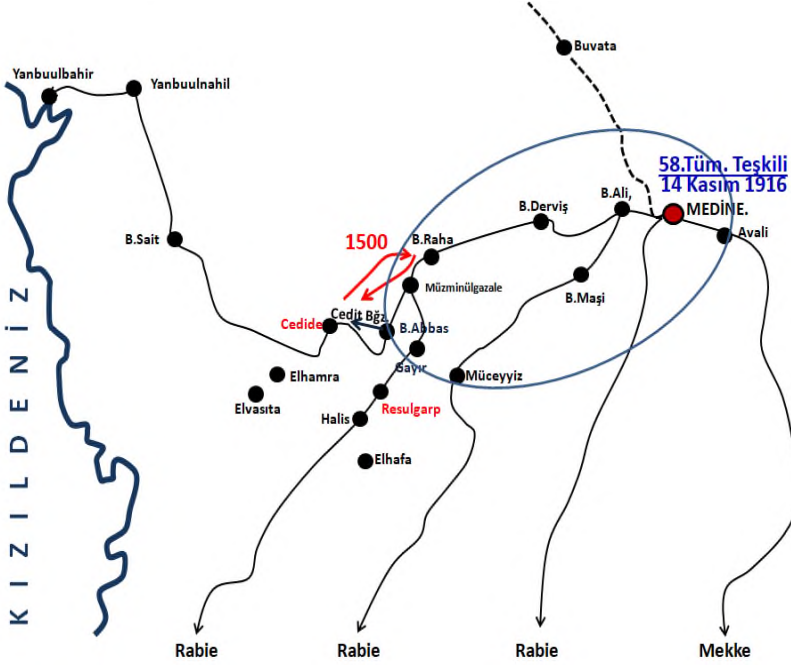 Buvata
Yanbuulbahir
Yanbuulnahil
58.Tüm. Teşkili
14 Kasım 1916
B.Ali,
MEDİNE.
B.Derviş
Avali
B.Sait
1500
B.Raha
B.Maşi
Müzminülgazale
Cedit Bğz.
Cedide
B.Abbas
Gayır
Elhamra
Müceyyiz
Elvasıta
Resulgarp
Halis
Elhafa
KIZILDENİZ
Rabie
Rabie
Rabie
Mekke